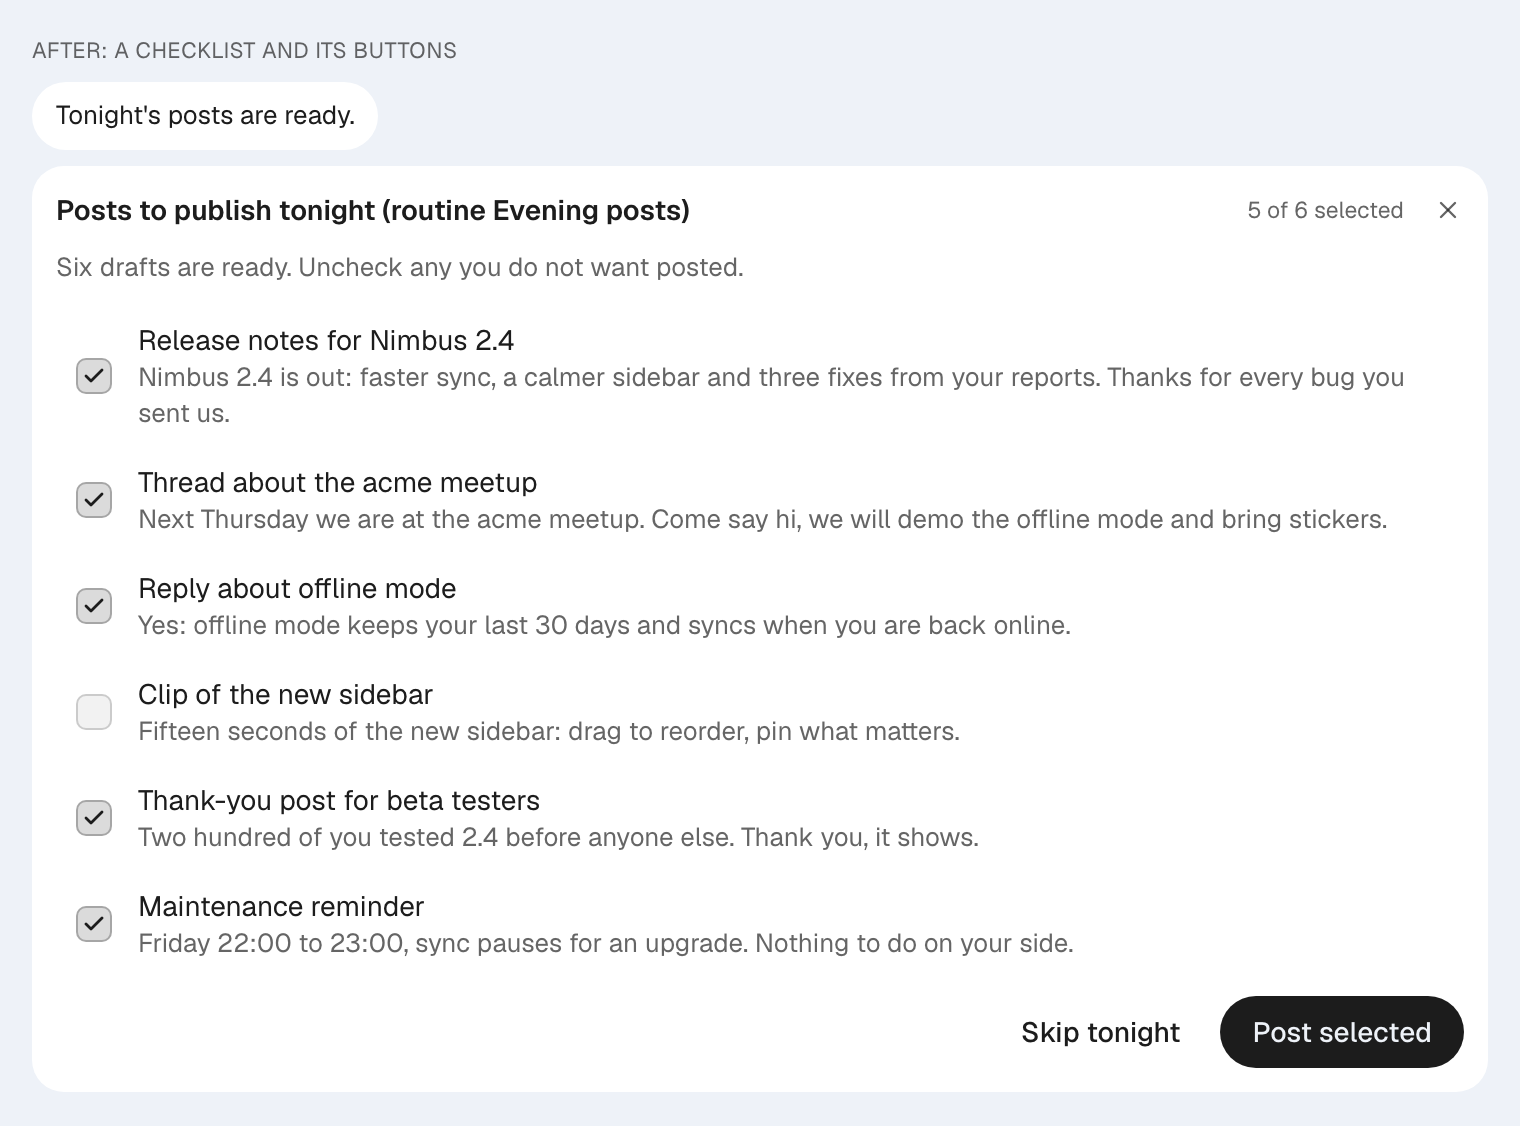 AFTER: A CHECKLIST AND ITS BUTTONS
Tonight's posts are ready.
Posts to publish tonight (routine Evening posts)
5 of 6 selected
Six drafts are ready. Uncheck any you do not want posted.
Release notes for Nimbus 2.4
Nimbus 2.4 is out: faster sync, a calmer sidebar and three fixes from your reports. Thanks for every bug you
sent us.
Thread about the acme meetup
Next Thursday we are at the acme meetup. Come say hi, we will demo the offline mode and bring stickers.
Reply about offline mode
Yes: offline mode keeps your last 30 days and syncs when you are back online.
Clip of the new sidebar
Fifteen seconds of the new sidebar: drag to reorder, pin what matters.
Thank-you post for beta testers
Two hundred of you tested 2.4 before anyone else. Thank you, it shows.
Maintenance reminder
Friday 22:00 to 23:00, sync pauses for an upgrade. Nothing to do on your side.
Skip tonight
Post selected